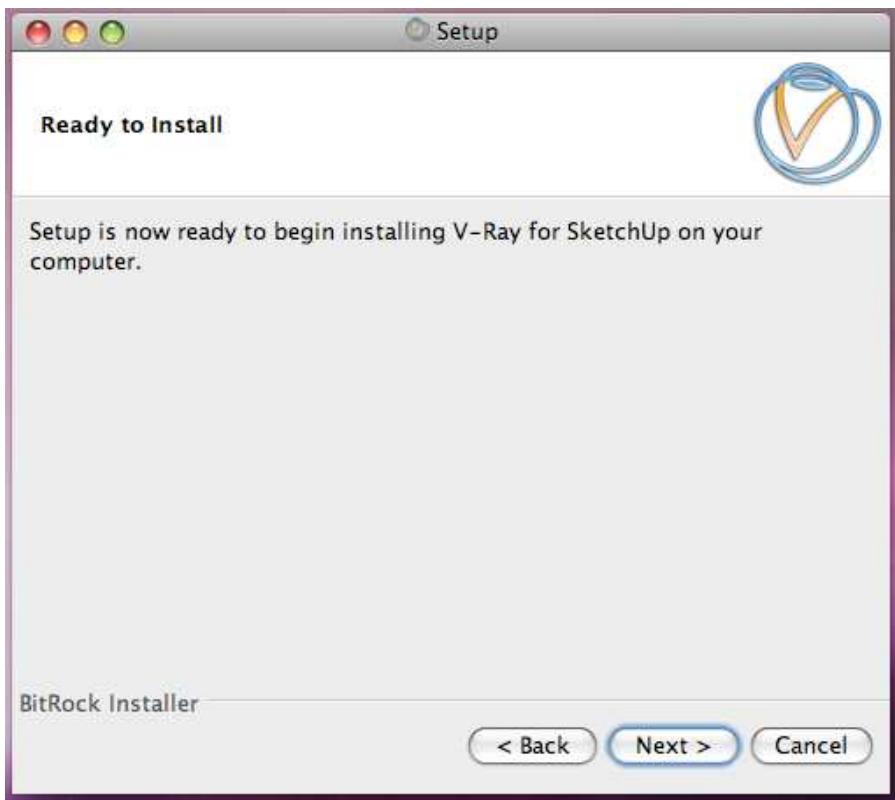 Setup
Ready to Install
Setup is now ready to begin installing V-Ray for SketchUp on your
computer.
BitRock Installer
< Back
Next >
Cancel